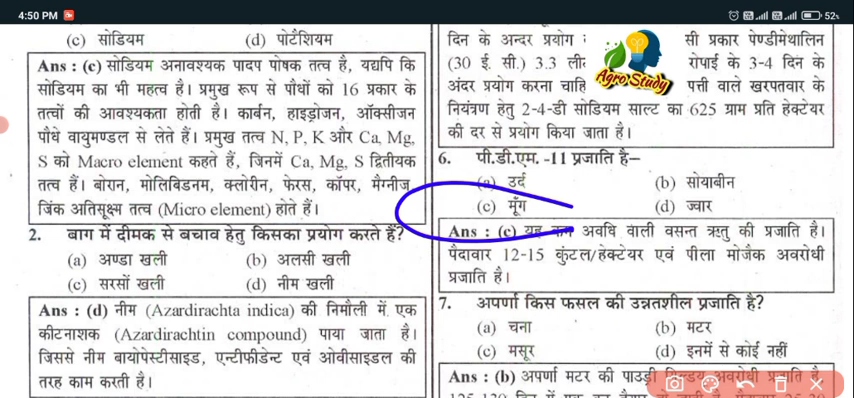 4:50 PM
52%
(c) सोडियम (d) पोटैशियम
Ans : (c) सोडियम अनावश्यक पादप पोषक तत्व है, यद्यपि कि
सोडियम का भी महत्व है। प्रमुख रूप से पौधों को 16 प्रकार के
तत्वों की आवश्यकता होती है। कार्बन, हाइड्रोजन, ऑक्सीजन
पौधे वायुमण्डल से लेते हैं। प्रमुख तत्व N, P, K और Ca, Mg,
S को Macro element कहते हैं, जिनमें Ca, Mg, S द्वितीयक
तत्व हैं। बोरान, मोलिबिडनम, क्लोरीन, फेरस, कॉपर, मैग्नीज
जिंक अतिसूक्ष्म तत्व (Micro element) होते हैं।
2. बाग में दीमक से बचाव हेतु किसका प्रयोग करते हैं?
(a) अण्डा खली (b) अलसी खली
(c) सरसों खली (d) नीम खली
Ans : (d) नीम (Azardirachta indica) की निमौली में एक
कीटनाशक (Azardirachtin compound) पाया जाता है।
जिससे नीम बायोपेस्टीसाइड, एन्टीफीडेन्ट एवं ओवीसाइडल की
तरह काम करती है।
दिन के अन्दर प्रयोग सी प्रकार पेण्डीमेथालिन
(30 ई. सी.) 3.3 रोपाई के 3-4 दिन के
अंदर प्रयोग करना पत्ती वाले खरपतवार के
Agro Study
नियंत्रण हेतु 2-4-डी सोडियम साल्ट का 625 ग्राम प्रति हेक्टेयर
की दर से प्रयोग किया जाता है।
6. पी.डी.एम. -11 प्रजाति है–
(a) उर्द (b) सोयाबीन
(c) मूँग (d) ज्वार
Ans : (c) यह कम अवधि वाली वसन्त ऋतु की प्रजाति है।
पैदावार 12-15 कुंटल/हेक्टेयर एवं पीला मोजैक अवरोधी
प्रजाति है।
7. अपर्णा किस फसल की उन्नतशील प्रजाति है?
(a) चना (b) मटर
(c) मसूर (d) इनमें से कोई नहीं
Ans : (b) अपर्णा मटर की पाउड्री अवरोधी